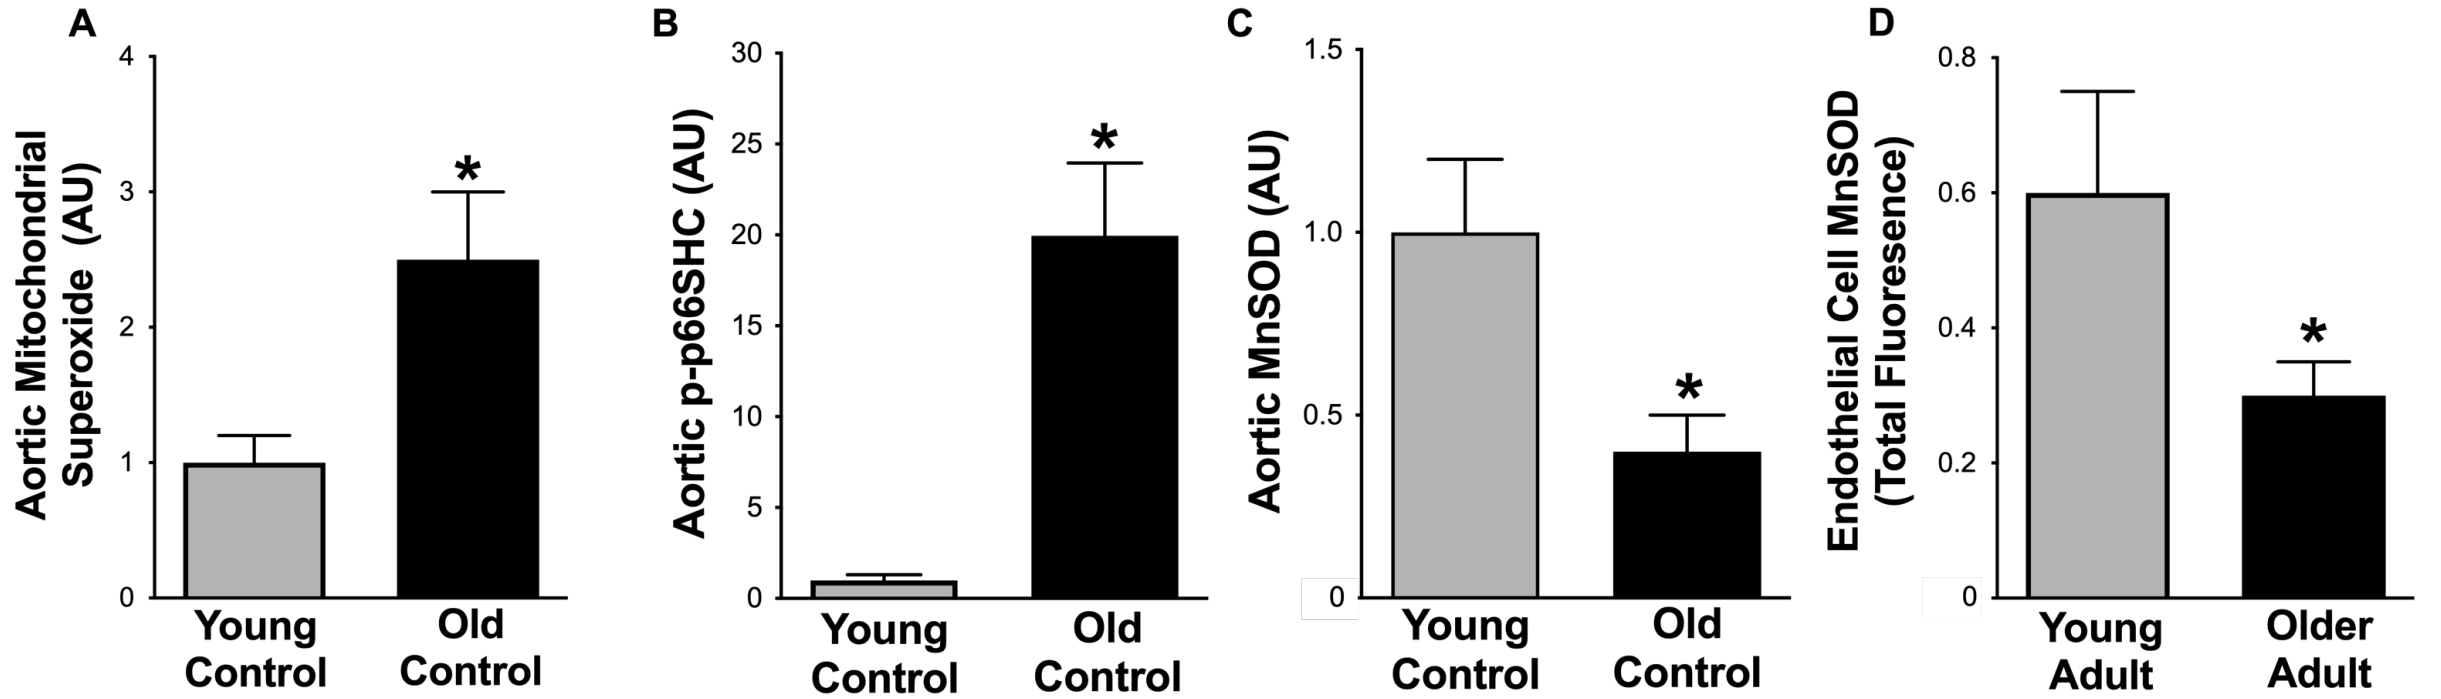 A
Aortic Mitochondrial
Superoxide (AU)
4
3
2
1
0
*
Young
Control
Old
Control
B
Aortic p-p66SHC (AU)
30
25
20
15
10
5
0
*
Young
Control
Old
Control
C
Aortic MnSOD (AU)
1.5
1.0
0.5
0
*
Young
Control
Old
Control
D
Endothelial Cell MnSOD
(Total Fluoresence)
0.8
0.6
0.4
0.2
0
*
Young
Adult
Older
Adult